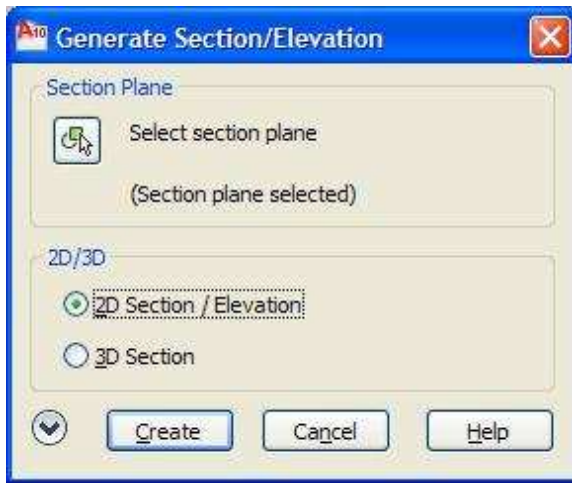 A10 Generate Section/Elevation
Section Plane
Select section plane
(Section plane selected)
2D/3D
2D Section / Elevation
3D Section
Create Cancel Help